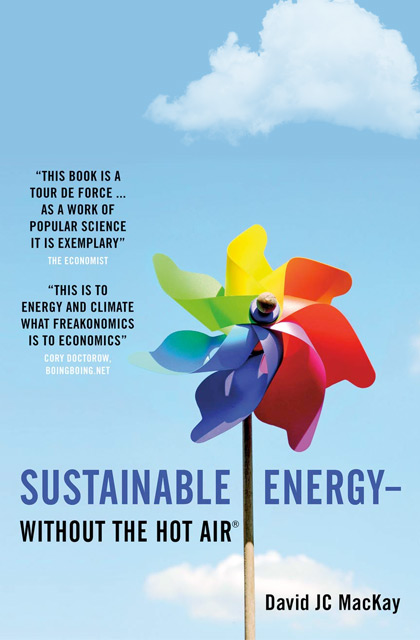 “THIS BOOK IS A
TOUR DE FORCE ...
AS A WORK OF
POPULAR SCIENCE
IT IS EXEMPLARY”
THE ECONOMIST
“THIS IS TO
ENERGY AND CLIMATE
WHAT FREAKONOMICS
IS TO ECONOMICS”
CORY DOCTOROW,
BOINGBOING.NET
SUSTAINABLE ENERGY–
WITHOUT THE HOT AIR®
David JC MacKay